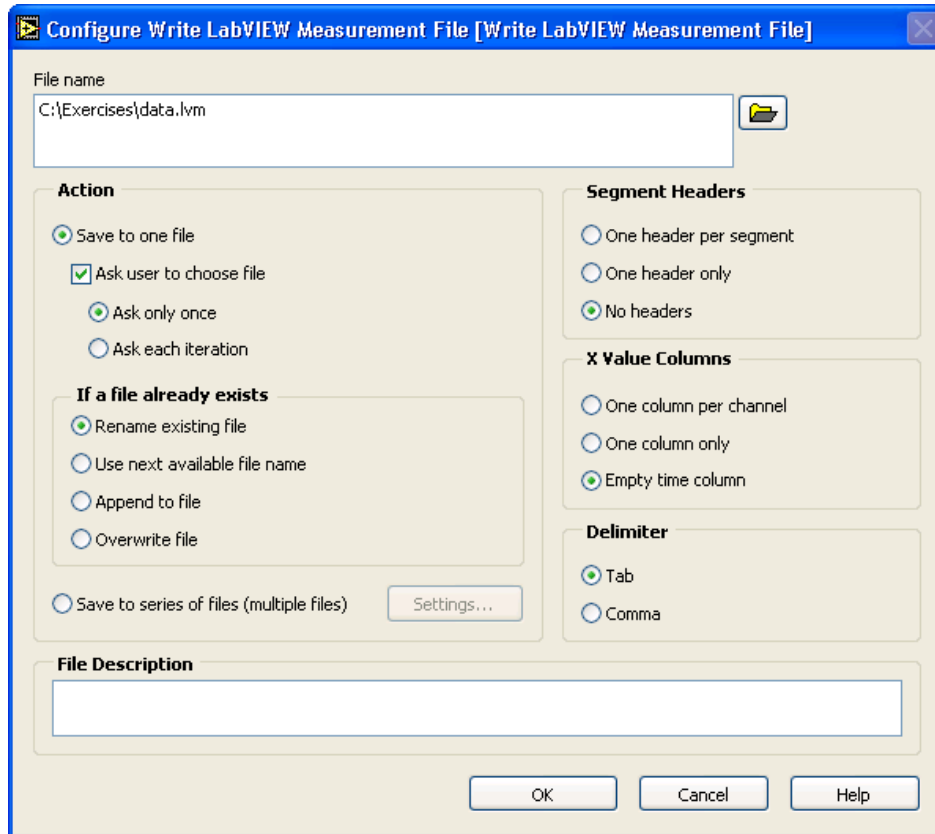 Configure Write LabVIEW Measurement File [Write LabVIEW Measurement File]
File name
C:\Exercises\data.lvm
Action
Save to one file
Ask user to choose file
Ask only once
Ask each iteration
If a file already exists
Rename existing file
Use next available file name
Append to file
Overwrite file
Save to series of files (multiple files)
Settings...
Segment Headers
One header per segment
One header only
No headers
X Value Columns
One column per channel
One column only
Empty time column
Delimiter
Tab
Comma
File Description
OK
Cancel
Help